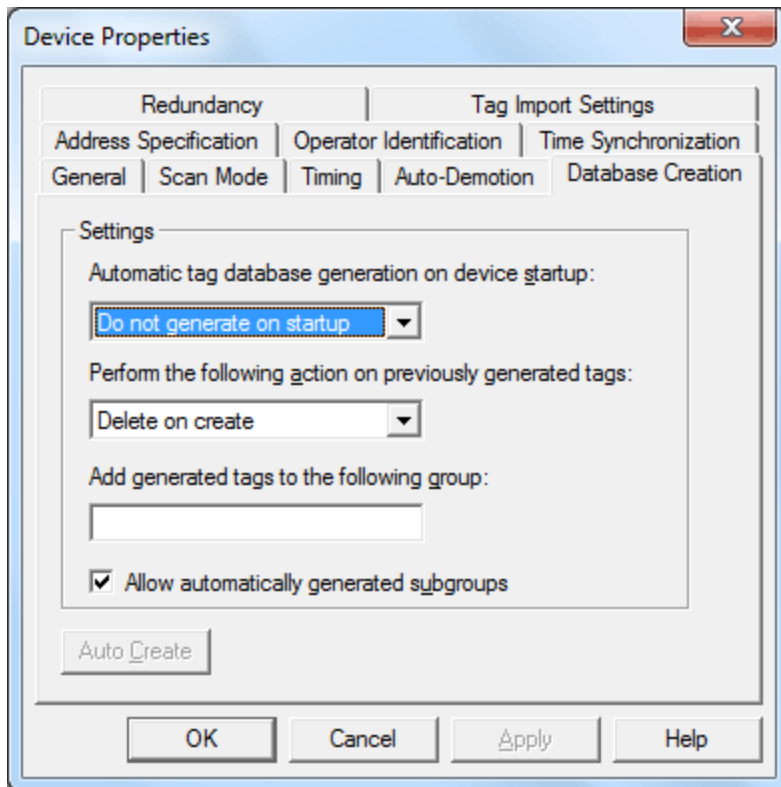 Device Properties
Redundancy
Tag Import Settings
Address Specification
Operator Identification
Time Synchronization
General
Scan Mode
Timing
Auto-Demotion
Database Creation
Settings
Automatic tag database generation on device startup:
Do not generate on startup
Perform the following action on previously generated tags:
Delete on create
Add generated tags to the following group:
Allow automatically generated subgroups
Auto Create
OK
Cancel
Apply
Help